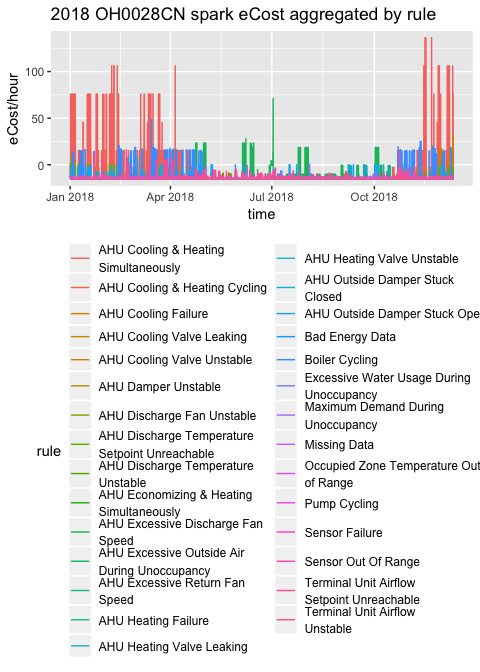 2018 OH0028CN spark eCost aggregated by rule
eCost/hour
100
50
0
Jan 2018
Apr 2018
Jul 2018
Oct 2018
time
rule
AHU Cooling & Heating
Simultaneously
AHU Cooling & Heating Cycling
AHU Cooling Failure
AHU Cooling Valve Leaking
AHU Cooling Valve Unstable
AHU Damper Unstable
AHU Discharge Fan Unstable
AHU Discharge Temperature
Setpoint Unreachable
AHU Discharge Temperature
Unstable
AHU Economizing & Heating
Simultaneously
AHU Excessive Discharge Fan
Speed
AHU Excessive Outside Air
During Unoccupancy
AHU Excessive Return Fan
Speed
AHU Heating Failure
AHU Heating Valve Leaking
AHU Heating Valve Unstable
AHU Outside Damper Stuck
Closed
AHU Outside Damper Stuck Ope
Bad Energy Data
Boiler Cycling
Excessive Water Usage During
Unoccupancy
Maximum Demand During
Unoccupancy
Missing Data
Occupied Zone Temperature Out
of Range
Pump Cycling
Sensor Failure
Sensor Out Of Range
Terminal Unit Airflow
Setpoint Unreachable
Terminal Unit Airflow
Unstable